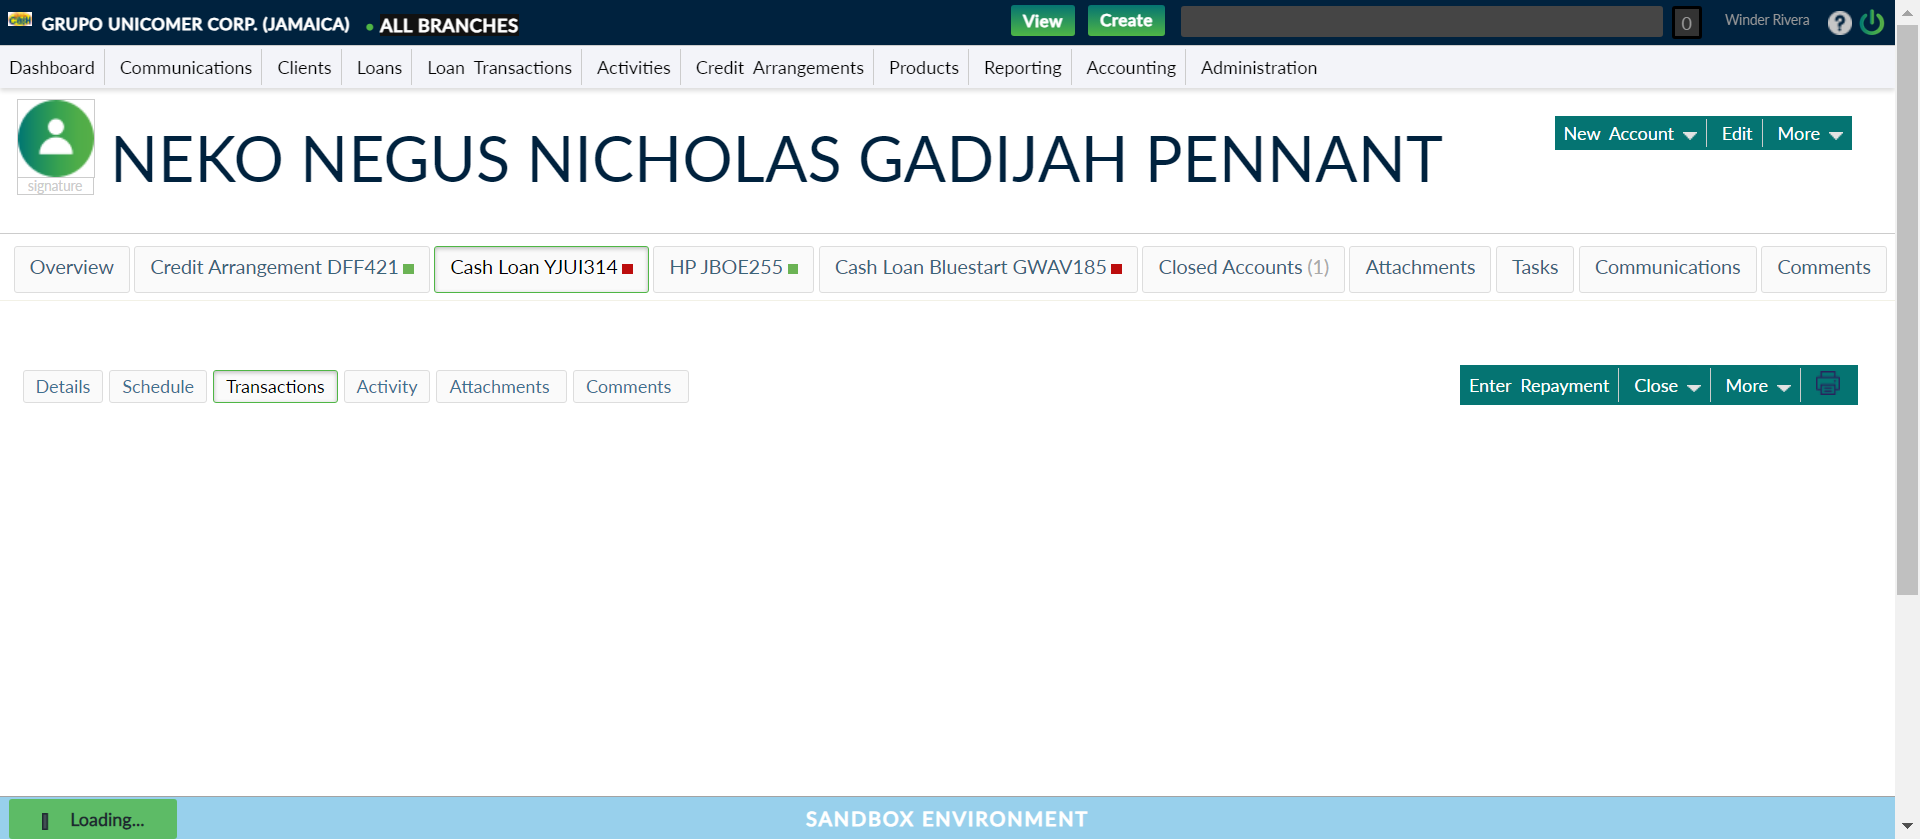 Cash GRUPO UNICOMER CORP. (JAMAICA) • ALL BRANCHES View Create 0 Winder Rivera ?
Dashboard Communications Clients Loans Loan Transactions Activities Credit Arrangements Products Reporting Accounting Administration
NEKO NEGUS NICHOLAS GADIJAH PENNANT New Account Edit More
signature
Overview Credit Arrangement DFF421 Cash Loan YJUI314 HP JBOE255 Cash Loan Bluestart GWAV185 Closed Accounts (1) Attachments Tasks Communications Comments
Details Schedule Transactions Activity Attachments Comments Enter Repayment Close More
Loading... SANDBOX ENVIRONMENT